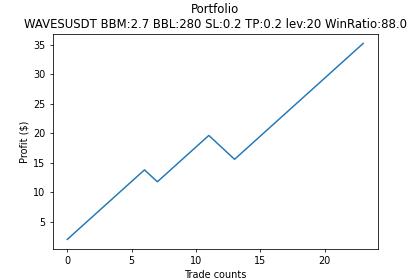 Portfolio
WAVESUSDT BBM:2.7 BBL:280 SL:0.2 TP:0.2 lev:20 WinRatio:88.0
Profit ($)
35
30
25
20
15
10
5
0 5 10 15 20
Trade counts